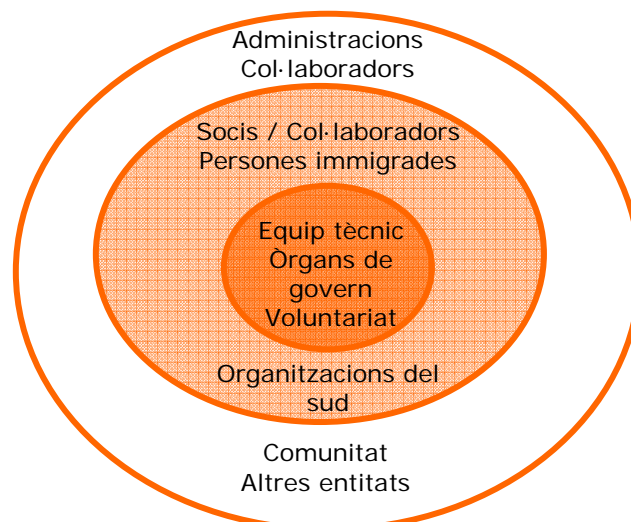 Administracions
Col·laboradors
Socis / Col·laboradors
Persones immigrades
Equip tècnic
Òrgans de
govern
Voluntariat
Organitzacions del
sud
Comunitat
Altres entitats